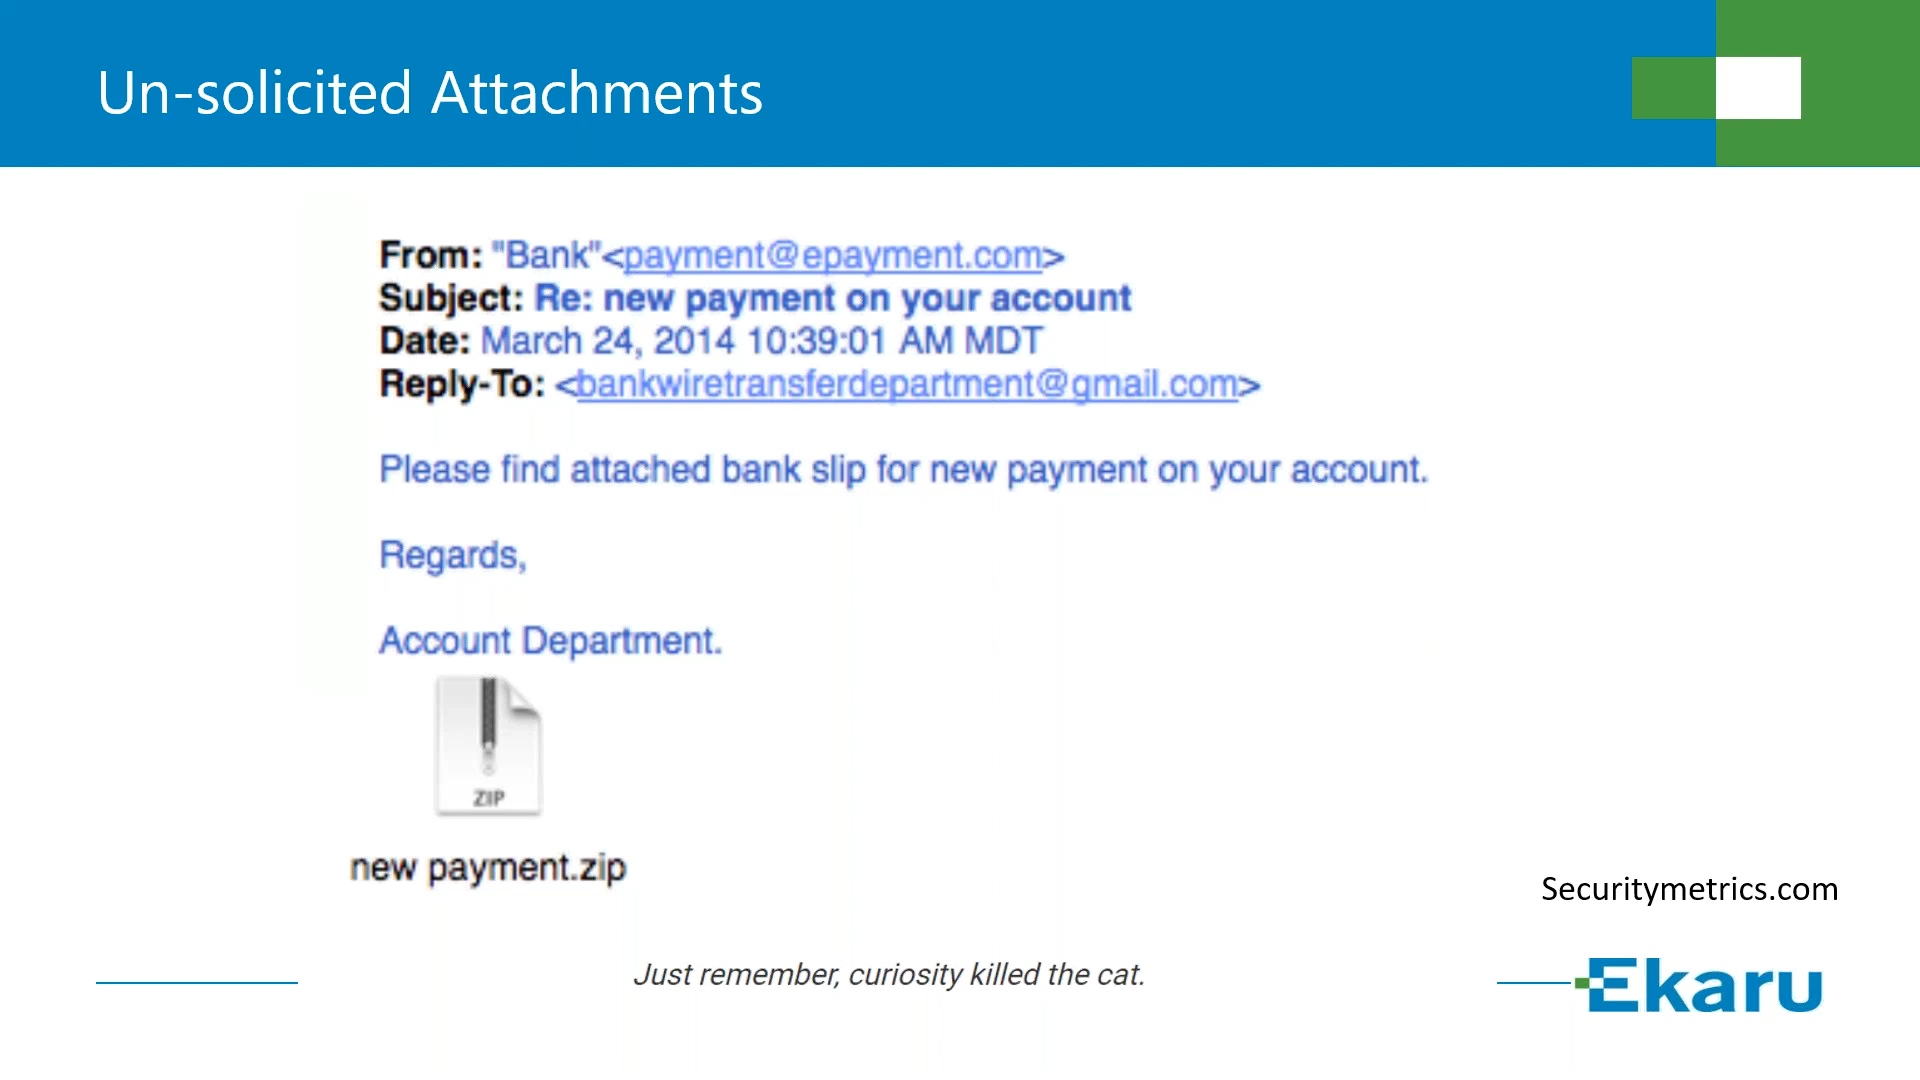 Un-solicited Attachments
From: "Bank"<payment@epayment.com>
Subject: Re: new payment on your account
Date: March 24, 2014 10:39:01 AM MDT
Reply-To: <bankwiretransferdepartment@gmail.com>
Please find attached bank slip for new payment on your account.
Regards,
Account Department.
ZIP
new payment.zip
Securitymetrics.com
Just remember, curiosity killed the cat.
Ekaru